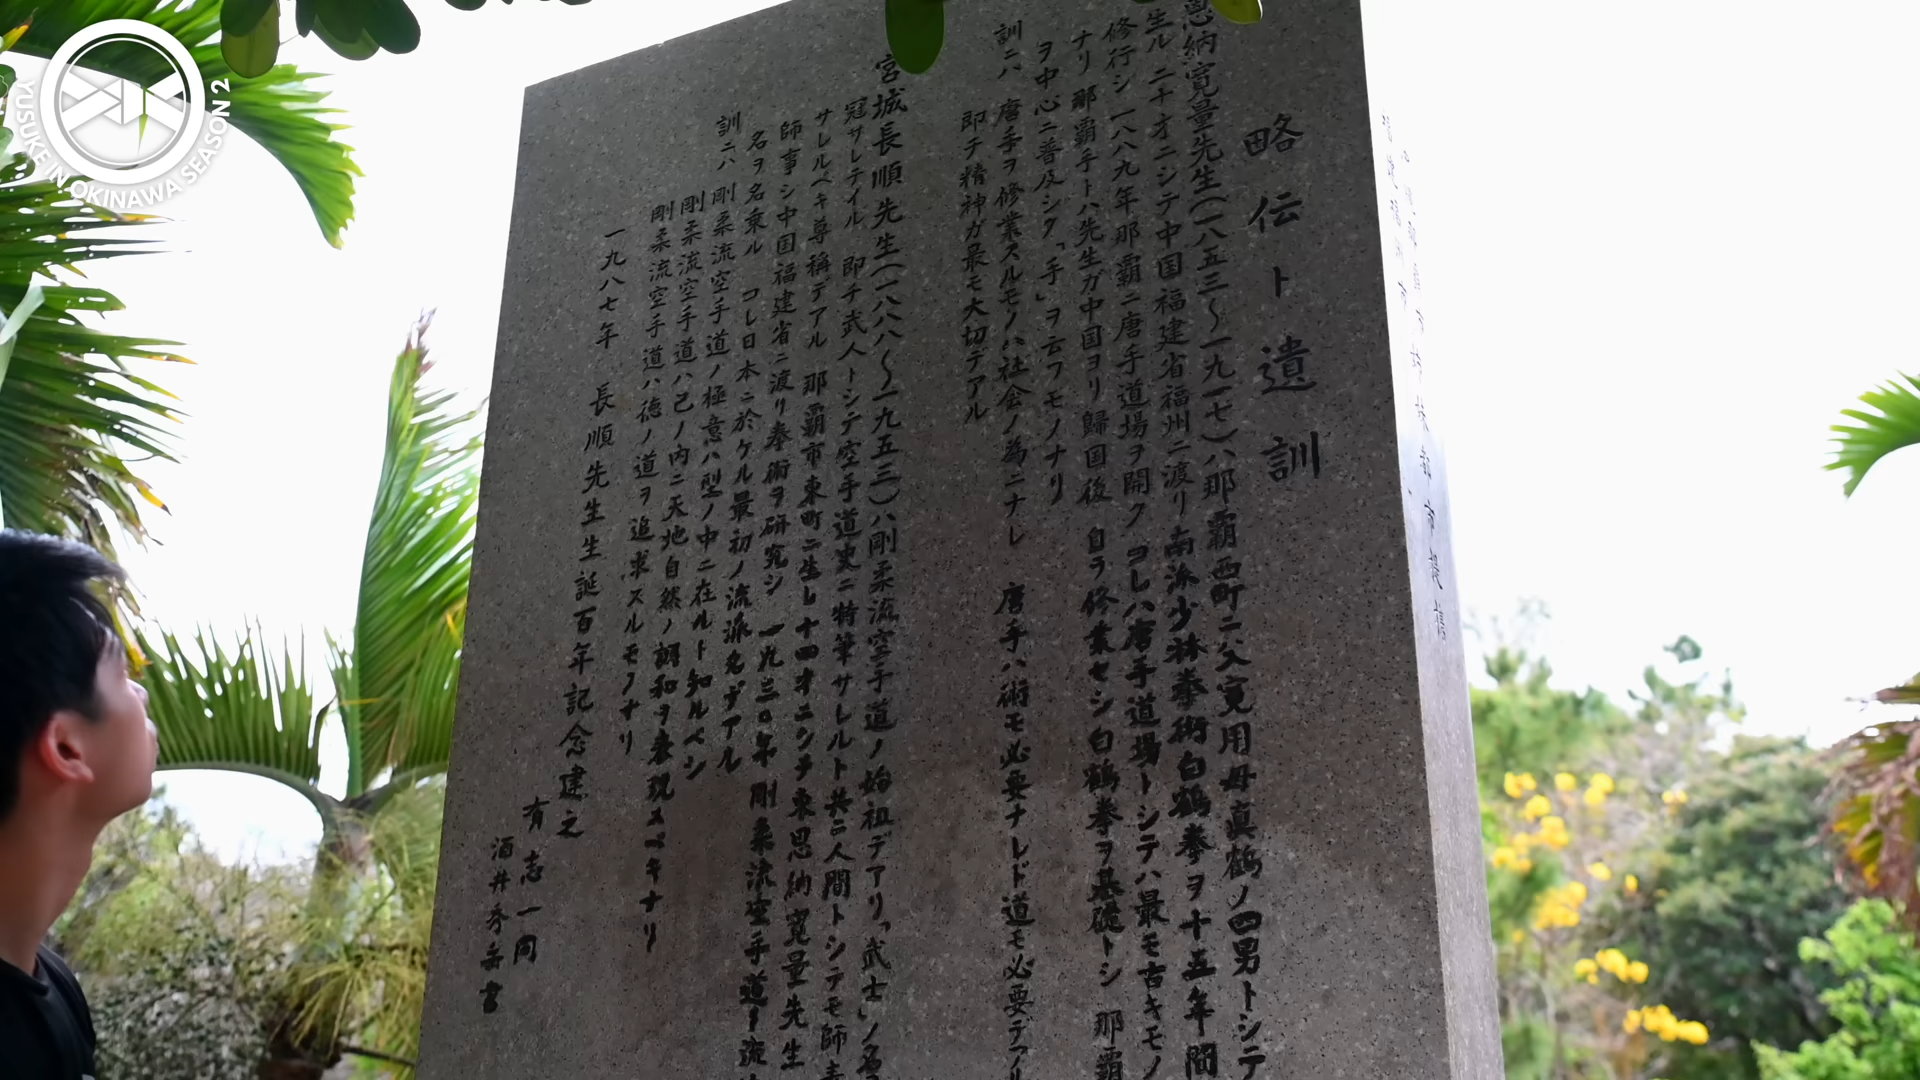 YUSUKE IN OKINAWA SEASON 2
略伝ト遺訓
恩納寛量先生(一八五三〜一九一七)ハ那覇西町ニ父寛用母真鶴ノ四男トシテ
生ル 二十才ニシテ中国福建省福州ニ渡リ南派少林拳術白鶴拳ヲ十五年間
修行シ一八八九年那覇ニ唐手道場ヲ開ク コレハ唐手道場トシテハ最モ古キモノ
ナリ 那覇手トハ先生ガ中国ヨリ歸国後 自ラ修業セシ白鶴拳ヲ基礎トシ 那覇
ヲ中心ニ普及シタ「手」ヲ云フモノナリ
訓ニハ 唐手ヲ修業スルモノハ社会ノ為ニナレ 唐手ハ術モ必要ナレド道モ必要デアル
即チ精神ガ最モ大切デアル
宮城長順先生(一八八八〜一九五三)ハ剛柔流空手道ノ始祖デアリ「武士」ノ名ヲ
冠サレテイル 即チ武人トシテ空手道史ニ特筆サレルト共ニ人間トシテモ師表
サレルベキ尊稱デアル 那覇市東町ニ生レ十四才ニシテ東恩納寛量先生
師事シ中国福建省ニ渡リ拳術ヲ研究シ 一九三〇年 剛柔流空手道ノ流
名ヲ名乗ル コレ日本ニ於ケル最初ノ流派名デアル
訓ニハ 剛柔流空手道ノ極意ハ型ノ中ニ在ルト知ルベシ
剛柔流空手道ハ己ノ内ニ天地自然ノ調和ヲ表現スベキナリ
剛柔流空手道ハ徳ノ道ヲ追求スルモノナリ
一九八七年 長順先生生誕百年記念建之
有志一同
酒井秀岳書